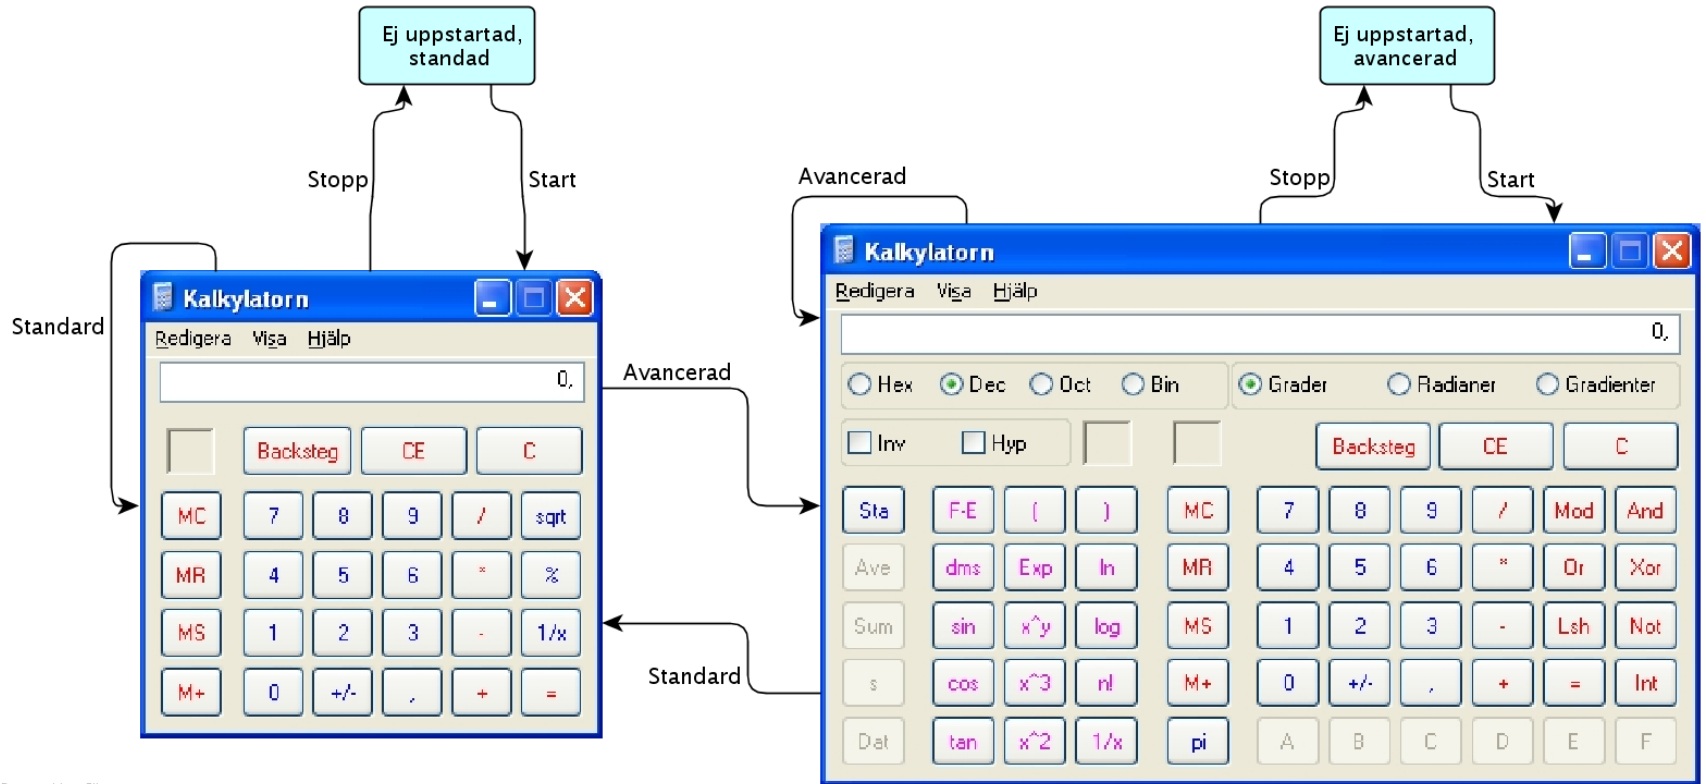 Ej uppstartad,
standad
Ej uppstartad,
avancerad
Stopp
Start
Avancerad
Stopp
Start
Standard
Kalkylatorn
Redigera Visa Hjälp
0,
Backsteg CE C
MC 7 8 9 / sqrt
MR 4 5 6 * %
MS 1 2 3 - 1/x
M+ 0 +/- , + =
Avancerad
Standard
Kalkylatorn
Redigera Visa Hjälp
0,
Hex Dec Oct Bin Grader Radianer Gradienter
Inv Hyp Backsteg CE C
Sta F-E ( ) MC 7 8 9 / Mod And
Ave dms Exp ln MR 4 5 6 * Or Xor
Sum sin x^y log MS 1 2 3 - Lsh Not
s cos x^3 n! M+ 0 +/- , + = Int
Dat tan x^2 1/x pi A B C D E F